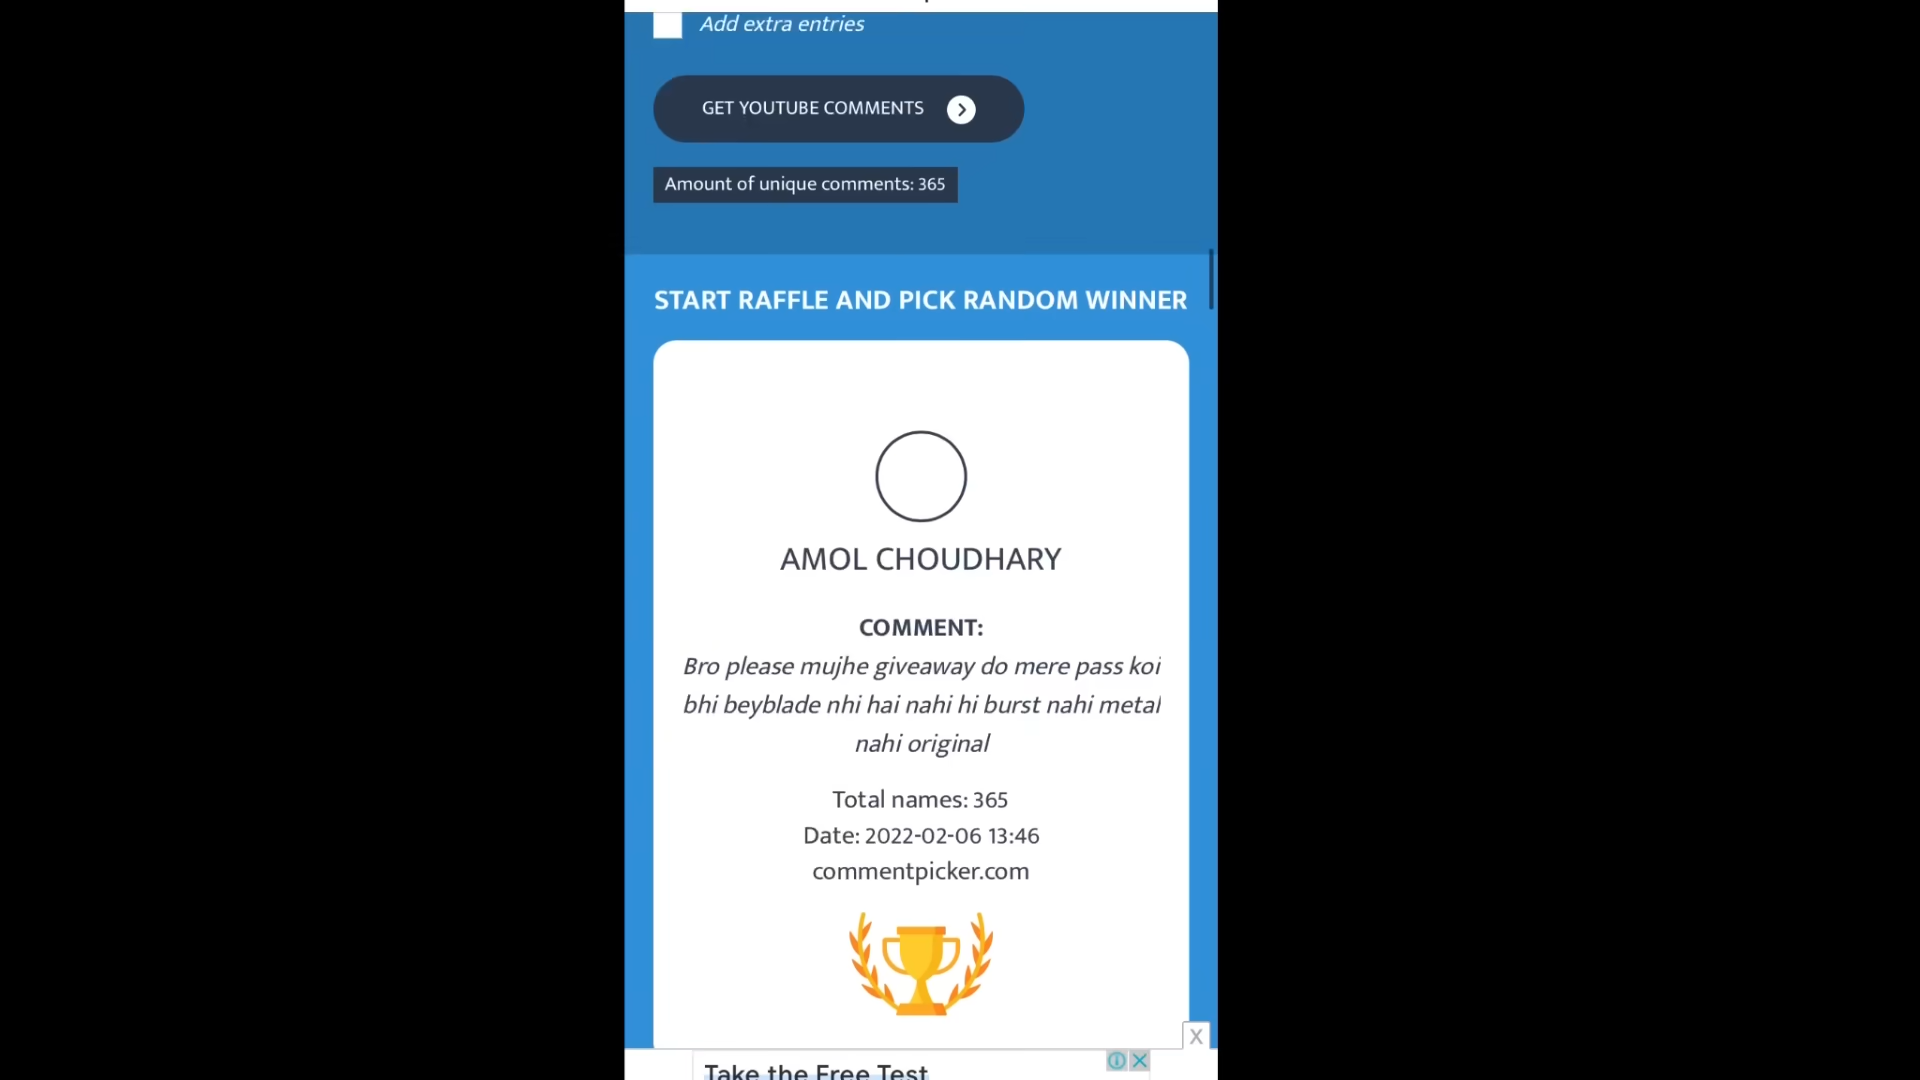 Add extra entries
GET YOUTUBE COMMENTS
Amount of unique comments: 365
START RAFFLE AND PICK RANDOM WINNER
AMOL CHOUDHARY
COMMENT:
Bro please mujhe giveaway do mere pass koi
bhi beyblade nhi hai nahi hi burst nahi metal
nahi original
Total names: 365
Date: 2022-02-06 13:46
commentpicker.com
X
Take the Free Test